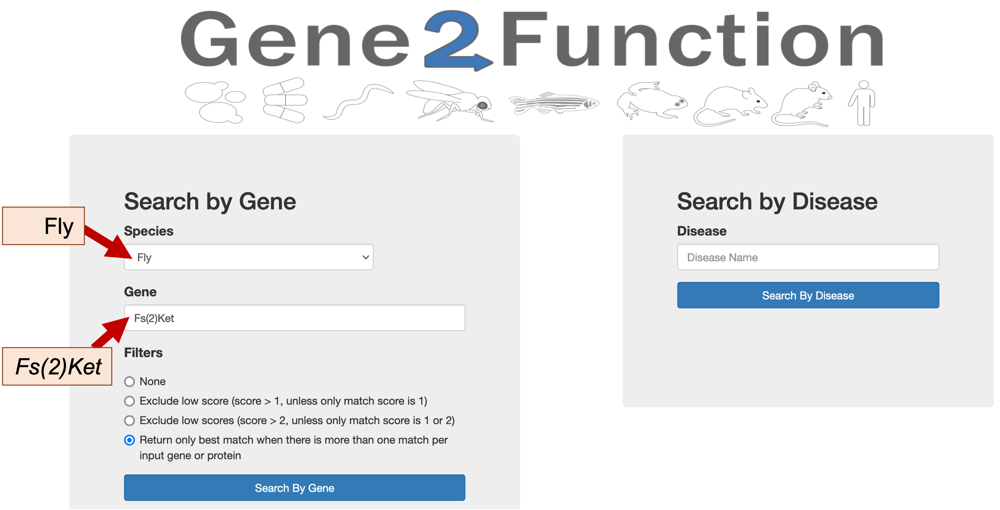 Gene2Function
Search by Gene
Fly
Species
Fly
Gene
Fs(2)Ket
Fs(2)Ket
Filters
None
Exclude low score (score > 1, unless only match score is 1)
Exclude low scores (score > 2, unless only match score is 1 or 2)
Return only best match when there is more than one match per
input gene or protein
Search By Gene
Search by Disease
Disease
Disease Name
Search By Disease